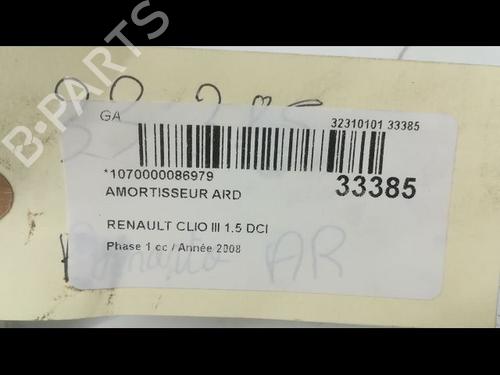 B-PARTS
GA
32310101 33385
*1070000086979
33385
AMORTISSEUR ARD
RENAULT CLIO III 1.5 DCI
Phase 1 cc / Année 2008
AR